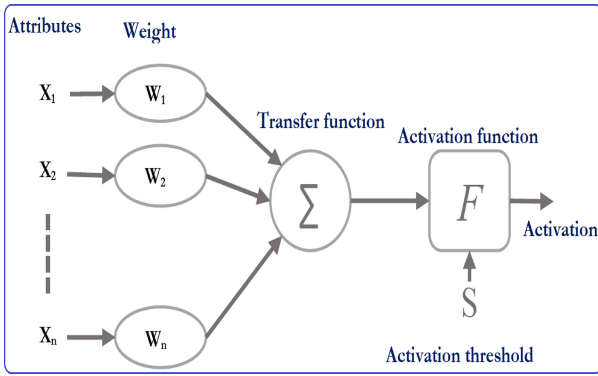 Attributes
Weight
X₁
W₁
Transfer function
Activation function
X₂
W₂
∑
F
Activation
S
Xₙ
Wₙ
Activation threshold